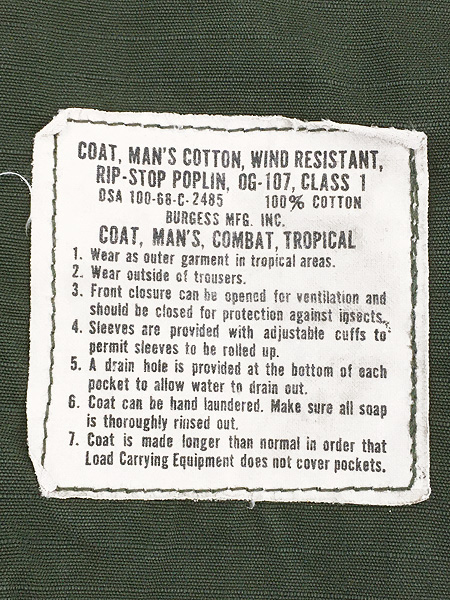 COAT, MAN'S COTTON, WIND RESISTANT,
RIP-STOP POPLIN, OG-107, CLASS 1
DSA 100-68-C-2485 100% COTTON
BURGESS MFG. INC.
COAT, MAN'S, COMBAT, TROPICAL
1. Wear as outer garment in tropical areas.
2. Wear outside of trousers.
3. Front closure can be opened for ventilation and
should be closed for protection against insects.
4. Sleeves are provided with adjustable cuffs to
permit sleeves to be rolled up.
5. A drain hole is provided at the bottom of each
pocket to allow water to drain out.
6. Coat can be hand laundered. Make sure all soap
is thoroughly rinsed out.
7. Coat is made longer than normal in order that
Load Carrying Equipment does not cover pockets.